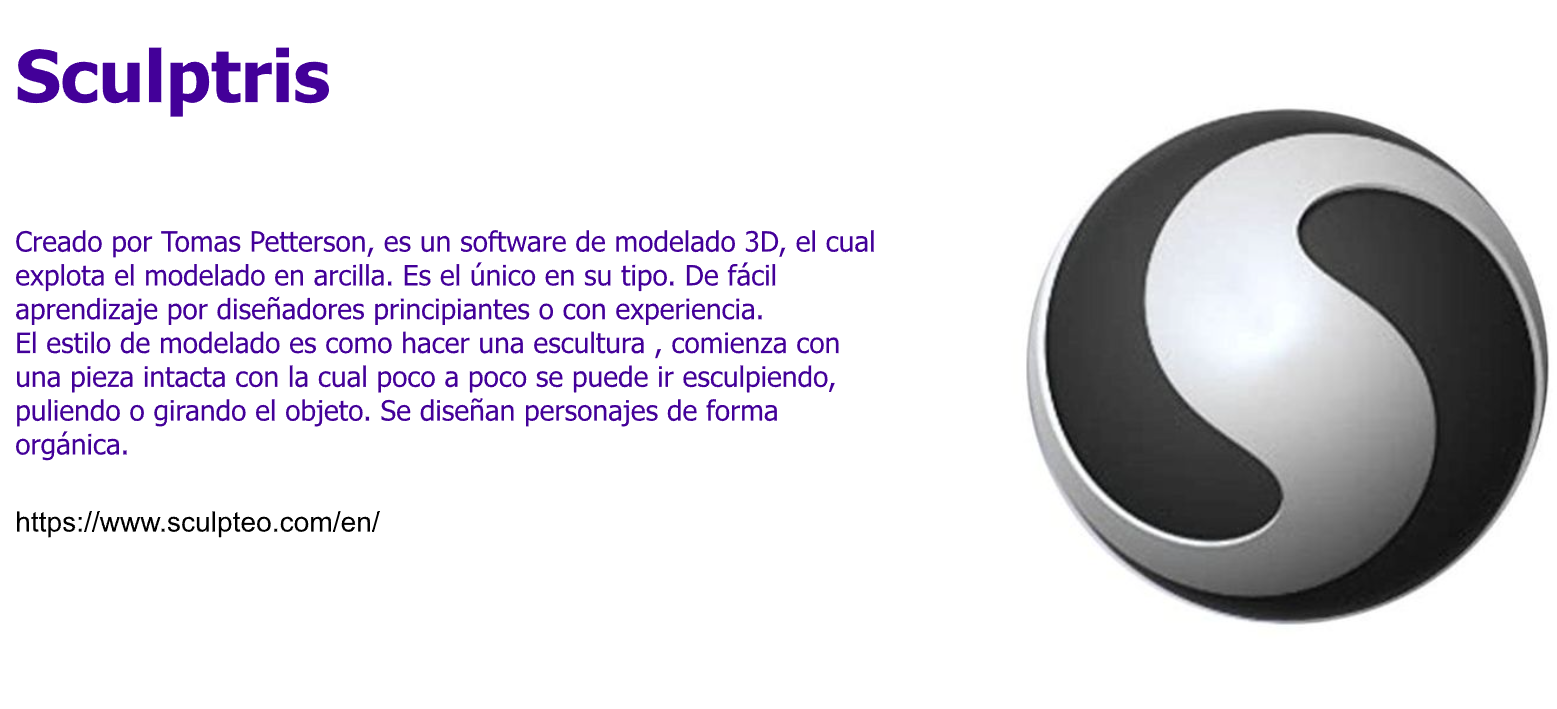 Sculptris
Creado por Tomas Petterson, es un software de modelado 3D, el cual
explota el modelado en arcilla. Es el único en su tipo. De fácil
aprendizaje por diseñadores principiantes o con experiencia.
El estilo de modelado es como hacer una escultura , comienza con
una pieza intacta con la cual poco a poco se puede ir esculpiendo,
puliendo o girando el objeto. Se diseñan personajes de forma
orgánica.
https://www.sculpteo.com/en/